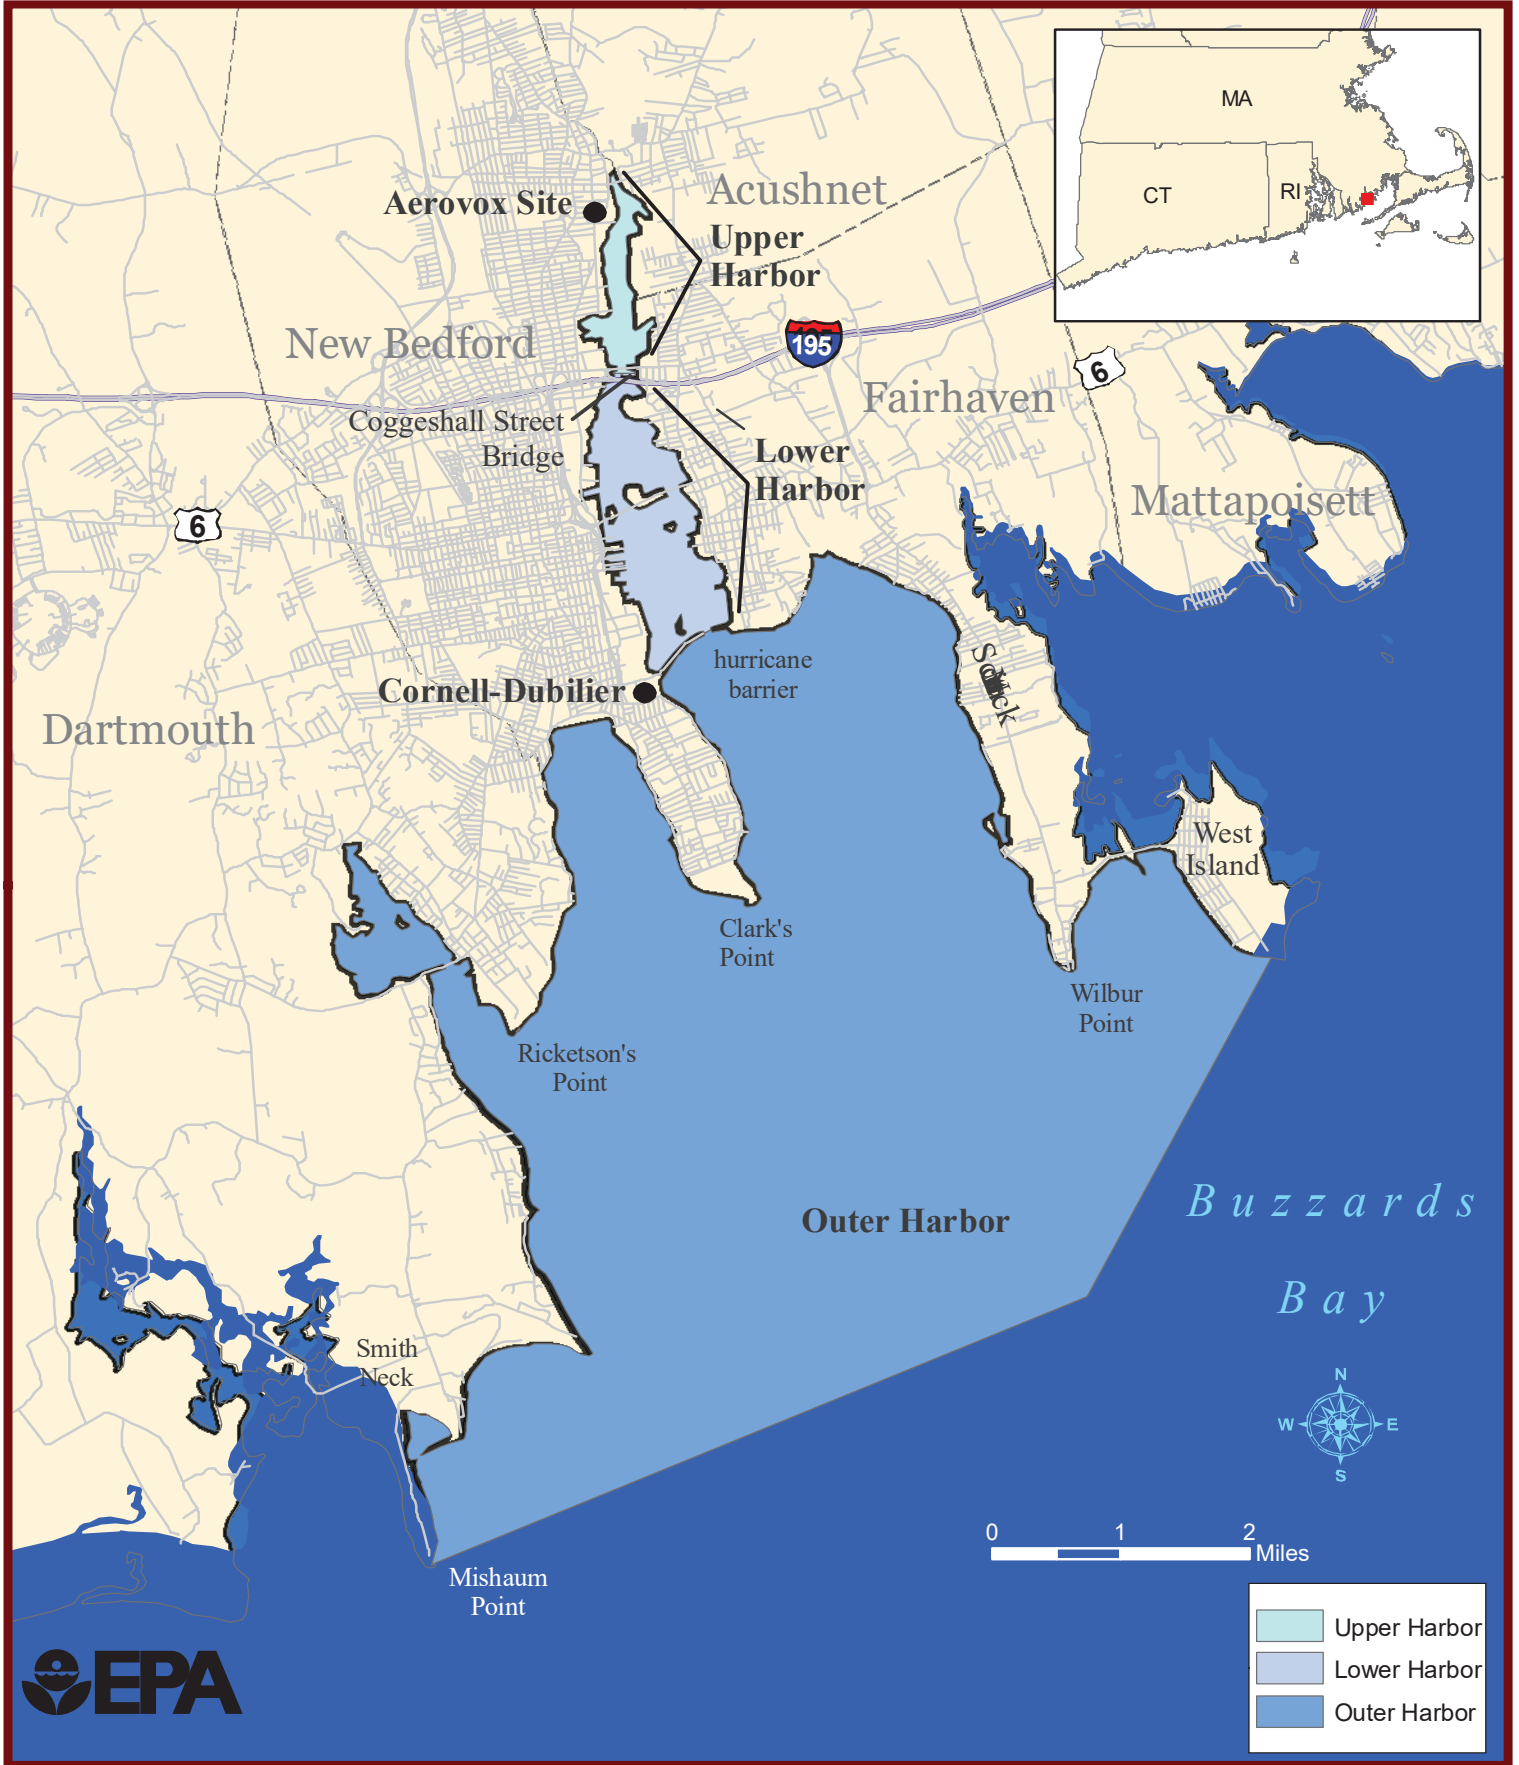 MA
CT
RI
Acushnet
Aerovox Site
Upper
Harbor
New Bedford
195
6
Fairhaven
Coggeshall Street
Bridge
Lower
Harbor
Mattapoisett
6
hurricane
barrier
Cornell-Dubilier
Dartmouth
West
Island
Clark's
Point
Wilbur
Point
Ricketson's
Point
Outer Harbor
Buzzards
Bay
Smith
Neck
N
W
E
S
0 1 2
Miles
Mishaum
Point
Upper Harbor
Lower Harbor
Outer Harbor
EPA